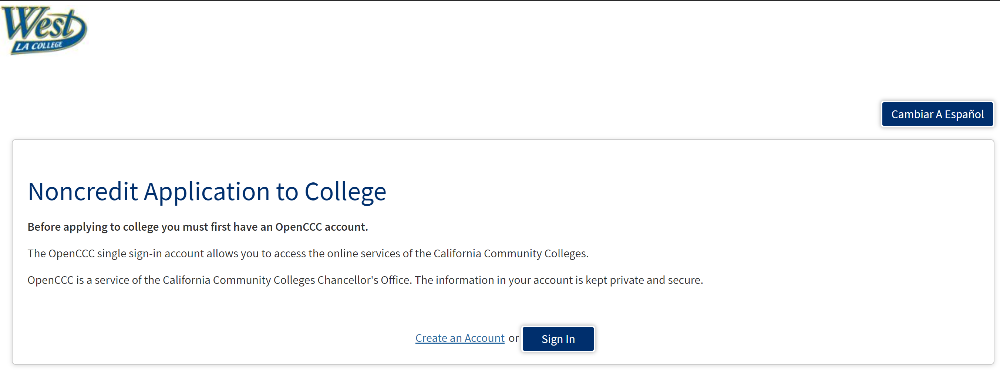 West
LA COLLEGE
Cambiar A Español
Noncredit Application to College
Before applying to college you must first have an OpenCCC account.
The OpenCCC single sign-in account allows you to access the online services of the California Community Colleges.
OpenCCC is a service of the California Community Colleges Chancellor's Office. The information in your account is kept private and secure.
Create an Account or Sign In